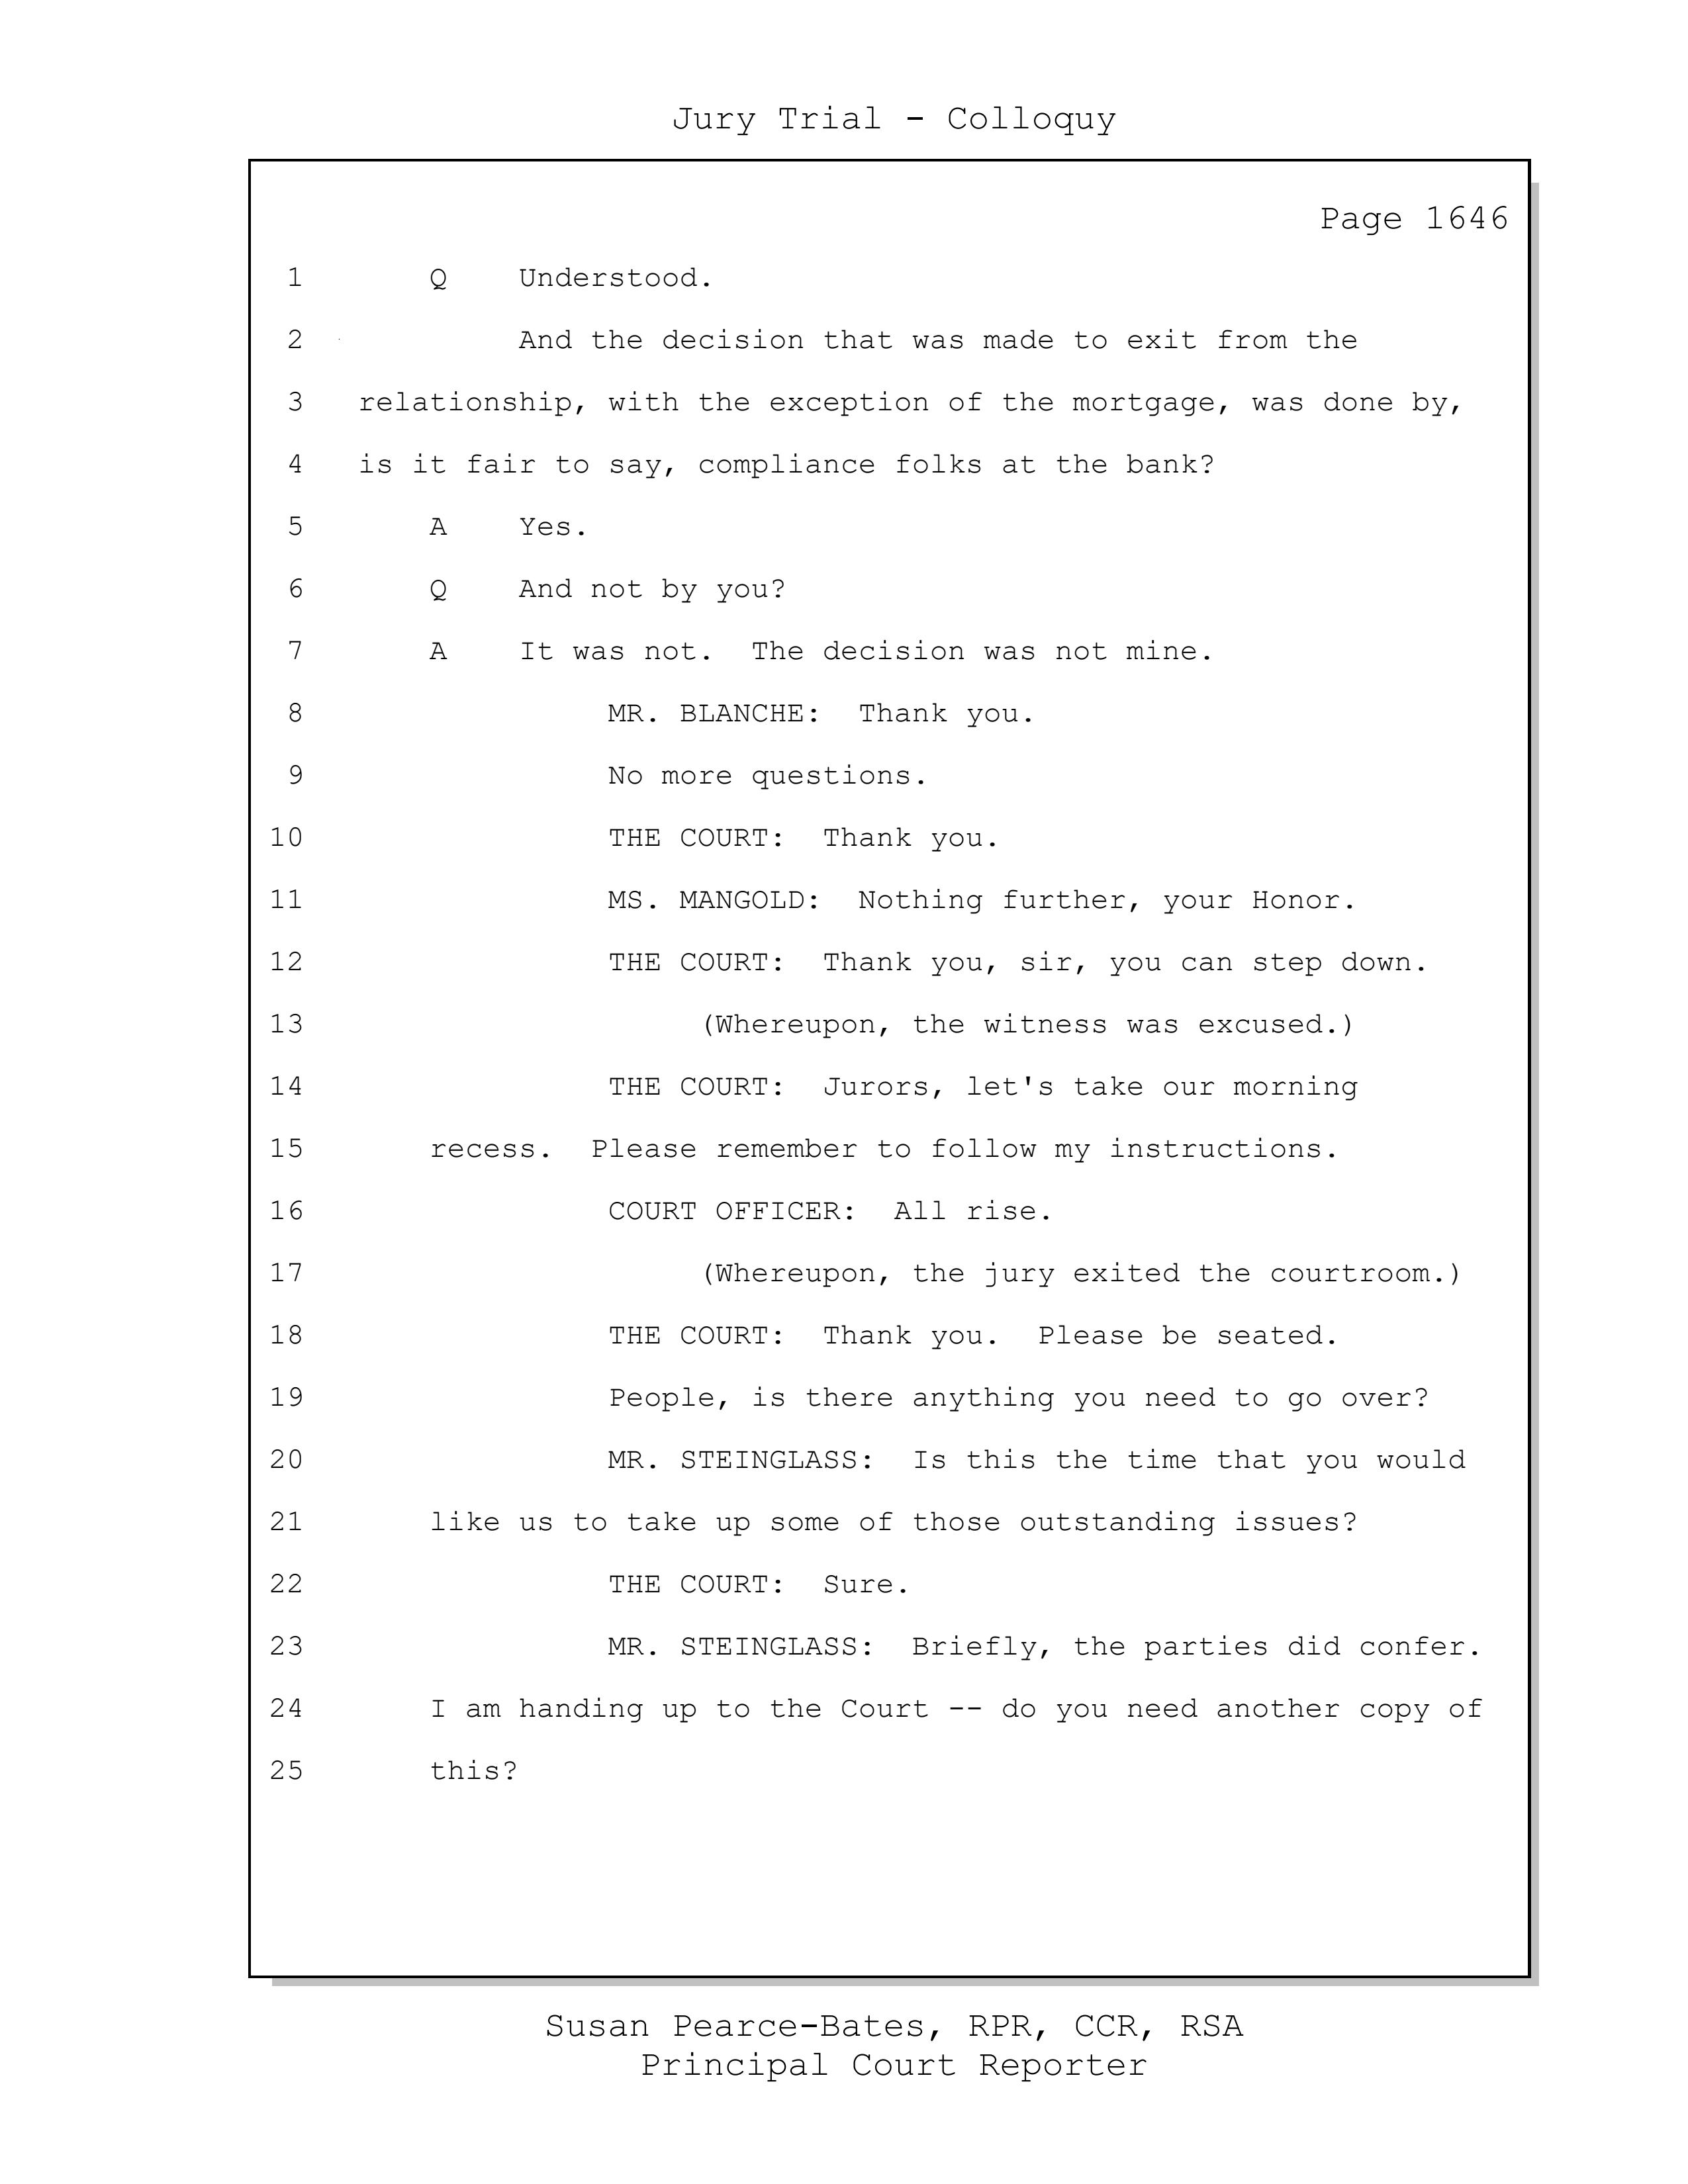 Jury Trial - Colloquy
Page 1646
1 Q Understood.
2 And the decision that was made to exit from the
3 relationship, with the exception of the mortgage, was done by,
4 is it fair to say, compliance folks at the bank?
5 A Yes.
6 Q And not by you?
7 A It was not. The decision was not mine.
8 MR. BLANCHE: Thank you.
9 No more questions.
10 THE COURT: Thank you.
11 MS. MANGOLD: Nothing further, your Honor.
12 THE COURT: Thank you, sir, you can step down.
13 (Whereupon, the witness was excused.)
14 THE COURT: Jurors, let's take our morning
15 recess. Please remember to follow my instructions.
16 COURT OFFICER: All rise.
17 (Whereupon, the jury exited the courtroom.)
18 THE COURT: Thank you. Please be seated.
19 People, is there anything you need to go over?
20 MR. STEINGLASS: Is this the time that you would
21 like us to take up some of those outstanding issues?
22 THE COURT: Sure.
23 MR. STEINGLASS: Briefly, the parties did confer.
24 I am handing up to the Court -- do you need another copy of
25 this?
Susan Pearce-Bates, RPR, CCR, RSA
Principal Court Reporter